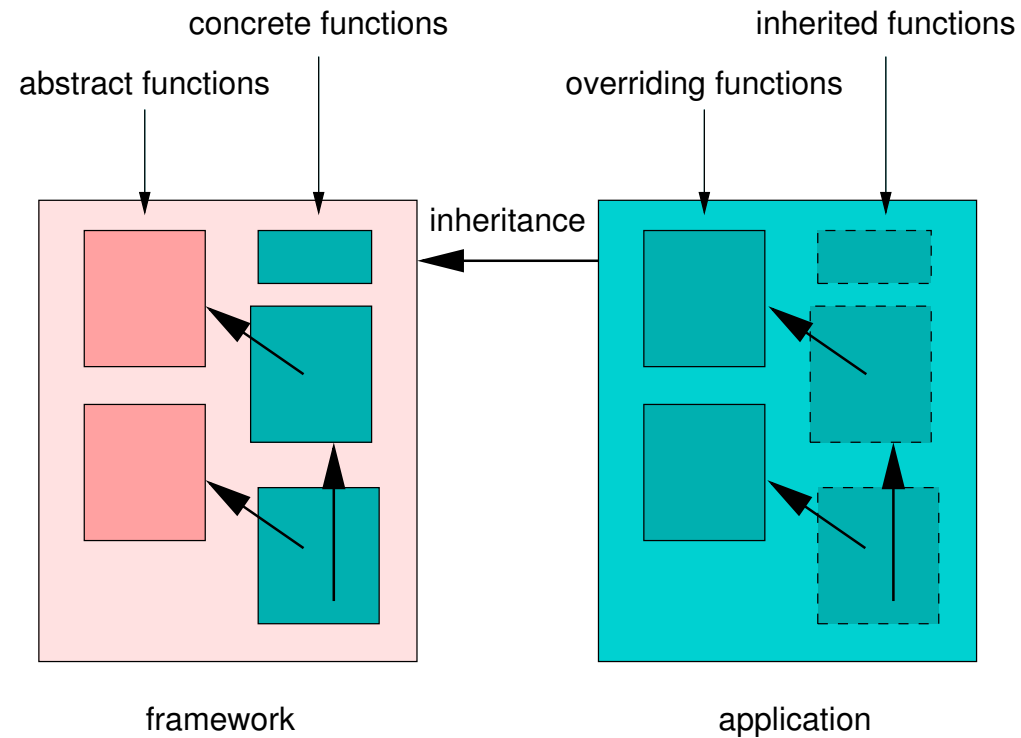 concrete functions
inherited functions
abstract functions
overriding functions
inheritance
framework
application